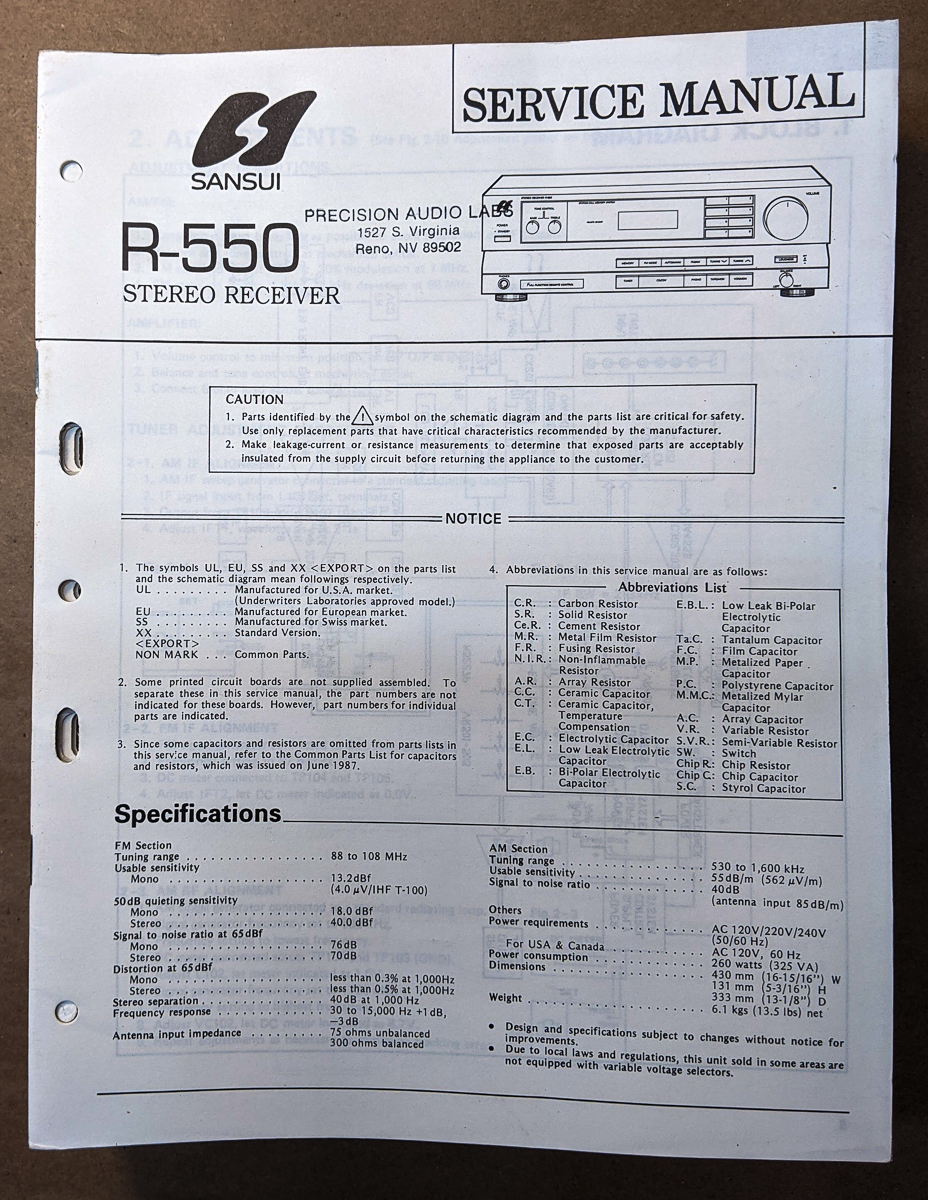 SERVICE MANUAL
SANSUI
R-550
STEREO RECEIVER
PRECISION AUDIO LABS
1527 S. Virginia
Reno, NV 89502
CAUTION
1. Parts identified by the ! symbol on the schematic diagram and the parts list are critical for safety.
Use only replacement parts that have critical characteristics recommended by the manufacturer.
2. Make leakage-current or resistance measurements to determine that exposed parts are acceptably
insulated from the supply circuit before returning the appliance to the customer.
NOTICE
1. The symbols UL, EU, SS and XX <EXPORT> on the parts list
and the schematic diagram mean followings respectively.
UL ......... Manufactured for U.S.A. market.
(Underwriters Laboratories approved model.)
EU ......... Manufactured for European market.
SS ......... Manufactured for Swiss market.
XX ......... Standard Version.
<EXPORT>
NON MARK ... Common Parts.
2. Some printed circuit boards are not supplied assembled. To
separate these in this service manual, the part numbers are not
indicated for these boards. However, part numbers for individual
parts are indicated.
3. Since some capacitors and resistors are omitted from parts lists in
this service manual, refer to the Common Parts List for capacitors
and resistors, which was issued on June 1987.
4. Abbreviations in this service manual are as follows:
Abbreviations List
C.R. : Carbon Resistor
S.R. : Solid Resistor
Ce.R. : Cement Resistor
M.R. : Metal Film Resistor
F.R. : Fusing Resistor
N.I.R.: Non-Inflammable
Resistor
A.R. : Array Resistor
C.C. : Ceramic Capacitor
C.T. : Ceramic Capacitor,
Temperature
Compensation
E.C. : Electrolytic Capacitor
E.L. : Low Leak Electrolytic
Capacitor
E.B. : Bi-Polar Electrolytic
Capacitor
E.B.L.: Low Leak Bi-Polar
Electrolytic
Capacitor
Ta.C. : Tantalum Capacitor
F.C. : Film Capacitor
M.P. : Metalized Paper
Capacitor
P.C. : Polystyrene Capacitor
M.M.C.: Metalized Mylar
Capacitor
A.C. : Array Capacitor
V.R. : Variable Resistor
S.V.R.: Semi-Variable Resistor
SW. : Switch
Chip R: Chip Resistor
Chip C: Chip Capacitor
S.C. : Styrol Capacitor
Specifications
FM Section
Tuning range ................. 88 to 108 MHz
Usable sensitivity
Mono ................... 13.2dBf
(4.0 μV/IHF T-100)
50dB quieting sensitivity
Mono ................... 18.0 dBf
Stereo ................... 40.0 dBf
Signal to noise ratio at 65dBf
Mono ................... 76dB
Stereo ................... 70dB
Distortion at 65dBf
Mono ................... less than 0.3% at 1,000Hz
Stereo ................... less than 0.5% at 1,000Hz
Stereo separation ............... 40dB at 1,000 Hz
Frequency response .............. 30 to 15,000 Hz +1dB,
−3dB
Antenna input impedance .......... 75 ohms unbalanced
300 ohms balanced
AM Section
Tuning range ................. 530 to 1,600 kHz
Usable sensitivity ............... 55dB/m (562 μV/m)
Signal to noise ratio ............. 40dB
(antenna input 85dB/m)
Others
Power requirements ............. AC 120V/220V/240V
(50/60 Hz)
For USA & Canada ........... AC 120V, 60 Hz
Power consumption ............. 260 watts (325 VA)
Dimensions .................. 430 mm (16-15/16") W
131 mm (5-3/16") H
333 mm (13-1/8") D
Weight ..................... 6.1 kgs (13.5 lbs) net
• Design and specifications subject to changes without notice for
improvements.
• Due to local laws and regulations, this unit sold in some areas are
not equipped with variable voltage selectors.